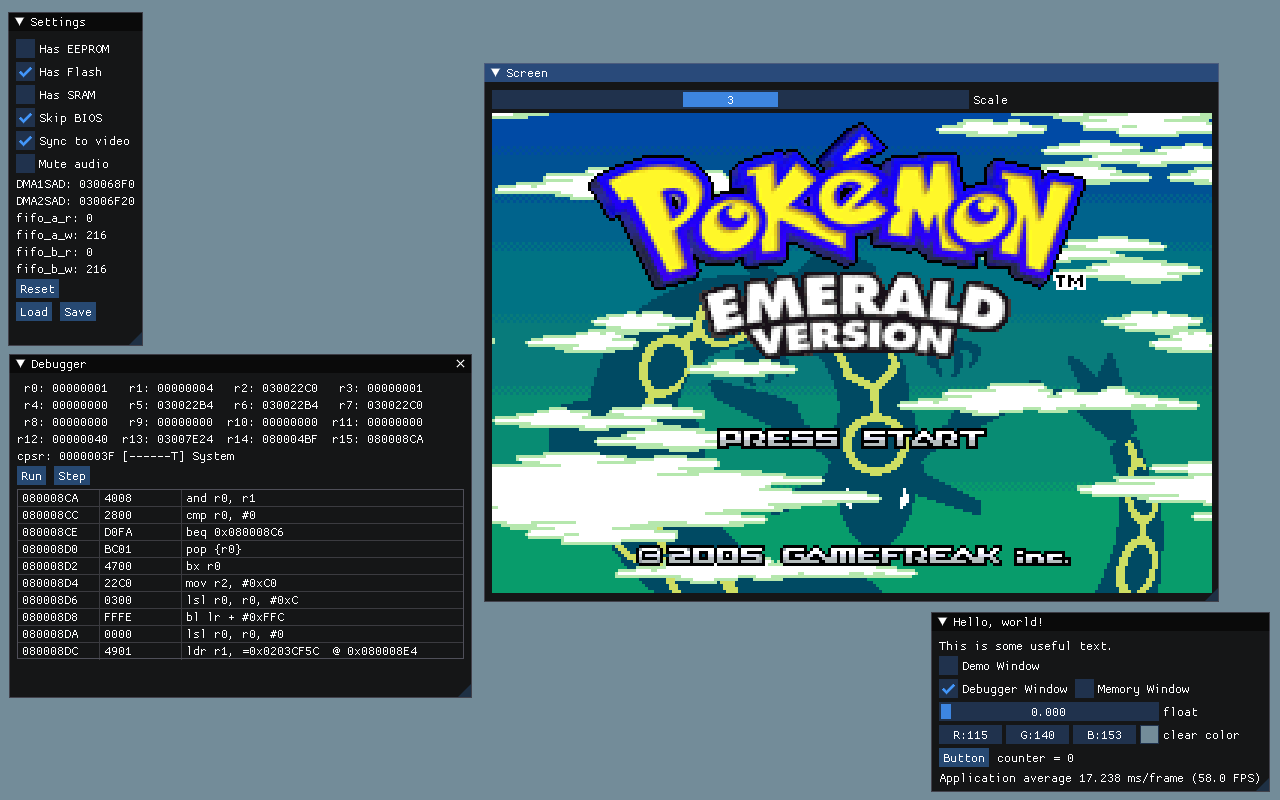 Settings
Has EEPROM
Has Flash
Has SRAM
Skip BIOS
Sync to video
Mute audio
DMA1SAD: 030068F0
DMA2SAD: 03006F20
fifo_a_r: 0
fifo_a_w: 216
fifo_b_r: 0
fifo_b_w: 216
Reset
Load Save
Debugger
r0: 00000001 r1: 00000004 r2: 030022C0 r3: 00000001
r4: 00000000 r5: 030022B4 r6: 030022B4 r7: 030022C0
r8: 00000000 r9: 00000000 r10: 00000000 r11: 00000000
r12: 00000040 r13: 03007E24 r14: 080004BF r15: 080008CA
cpsr: 0000003F [------T] System
Run Step
080008CA 4008 and r0, r1
080008CC 2800 cmp r0, #0
080008CE D0FA beq 0x080008C6
080008D0 BC01 pop {r0}
080008D2 4700 bx r0
080008D4 22C0 mov r2, #0xC0
080008D6 0300 lsl r0, r0, #0xC
080008D8 FFFE bl lr + #0xFFC
080008DA 0000 lsl r0, r0, #0
080008DC 4901 ldr r1, =0x0203CF5C @ 0x080008E4
Screen
3 Scale
POKéMON
TM
EMERALD
VERSION
PRESS START
©2005 GAMEFREAK inc.
Hello, world!
This is some useful text.
Demo Window
Debugger Window Memory Window
0.000 float
R:115 G:140 B:153 clear color
Button counter = 0
Application average 17.238 ms/frame (58.0 FPS)